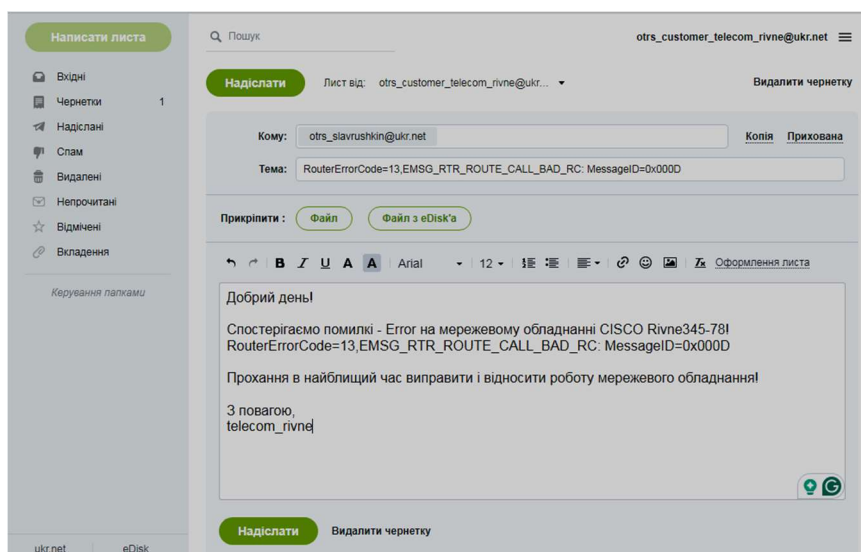 Написати листа
Пошук
otrs_customer_telecom_rivne@ukr.net
Вхідні
Чернетки 1
Надіслані
Спам
Видалені
Непрочитані
Відмічені
Вкладення
Керування папками
ukr.net eDisk
Надіслати Лист від: otrs_customer_telecom_rivne@ukr... Видалити чернетку
Кому: otrs_slavrushkin@ukr.net Копія Прихована
Тема: RouterErrorCode=13,EMSG_RTR_ROUTE_CALL_BAD_RC: MessageID=0x000D
Прикріпити : Файл Файл з eDisk'a
B I U A A Arial 12 Tx Оформлення листа
Добрий день!
Спостерігаємо помилкі - Error на мережевому обладнанні CISCO Rivne345-78!
RouterErrorCode=13,EMSG_RTR_ROUTE_CALL_BAD_RC: MessageID=0x000D
Прохання в найблищий час виправити і відносити роботу мережевого обладнання!
З повагою,
telecom_rivne
Надіслати Видалити чернетку